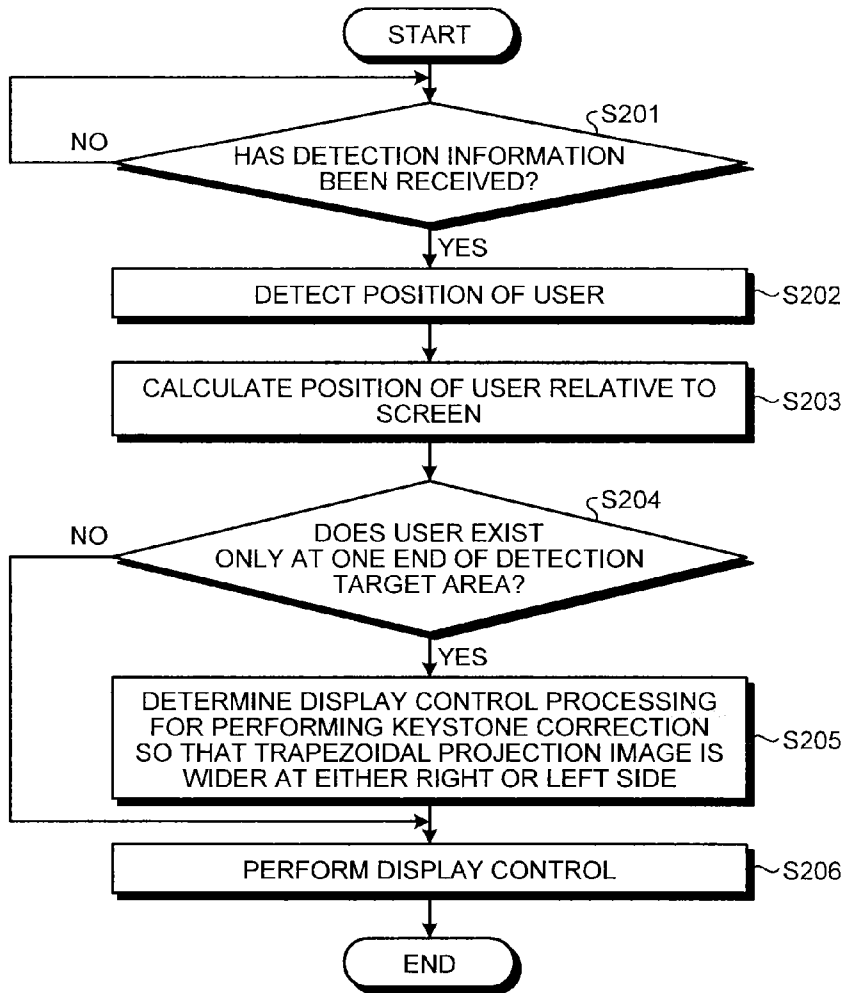 START
S201
NO
HAS DETECTION INFORMATION
BEEN RECEIVED?
YES
DETECT POSITION OF USER
S202
CALCULATE POSITION OF USER RELATIVE TO
SCREEN
S203
S204
NO
DOES USER EXIST
ONLY AT ONE END OF DETECTION
TARGET AREA?
YES
DETERMINE DISPLAY CONTROL PROCESSING
FOR PERFORMING KEYSTONE CORRECTION
SO THAT TRAPEZOIDAL PROJECTION IMAGE IS
WIDER AT EITHER RIGHT OR LEFT SIDE
S205
PERFORM DISPLAY CONTROL
S206
END